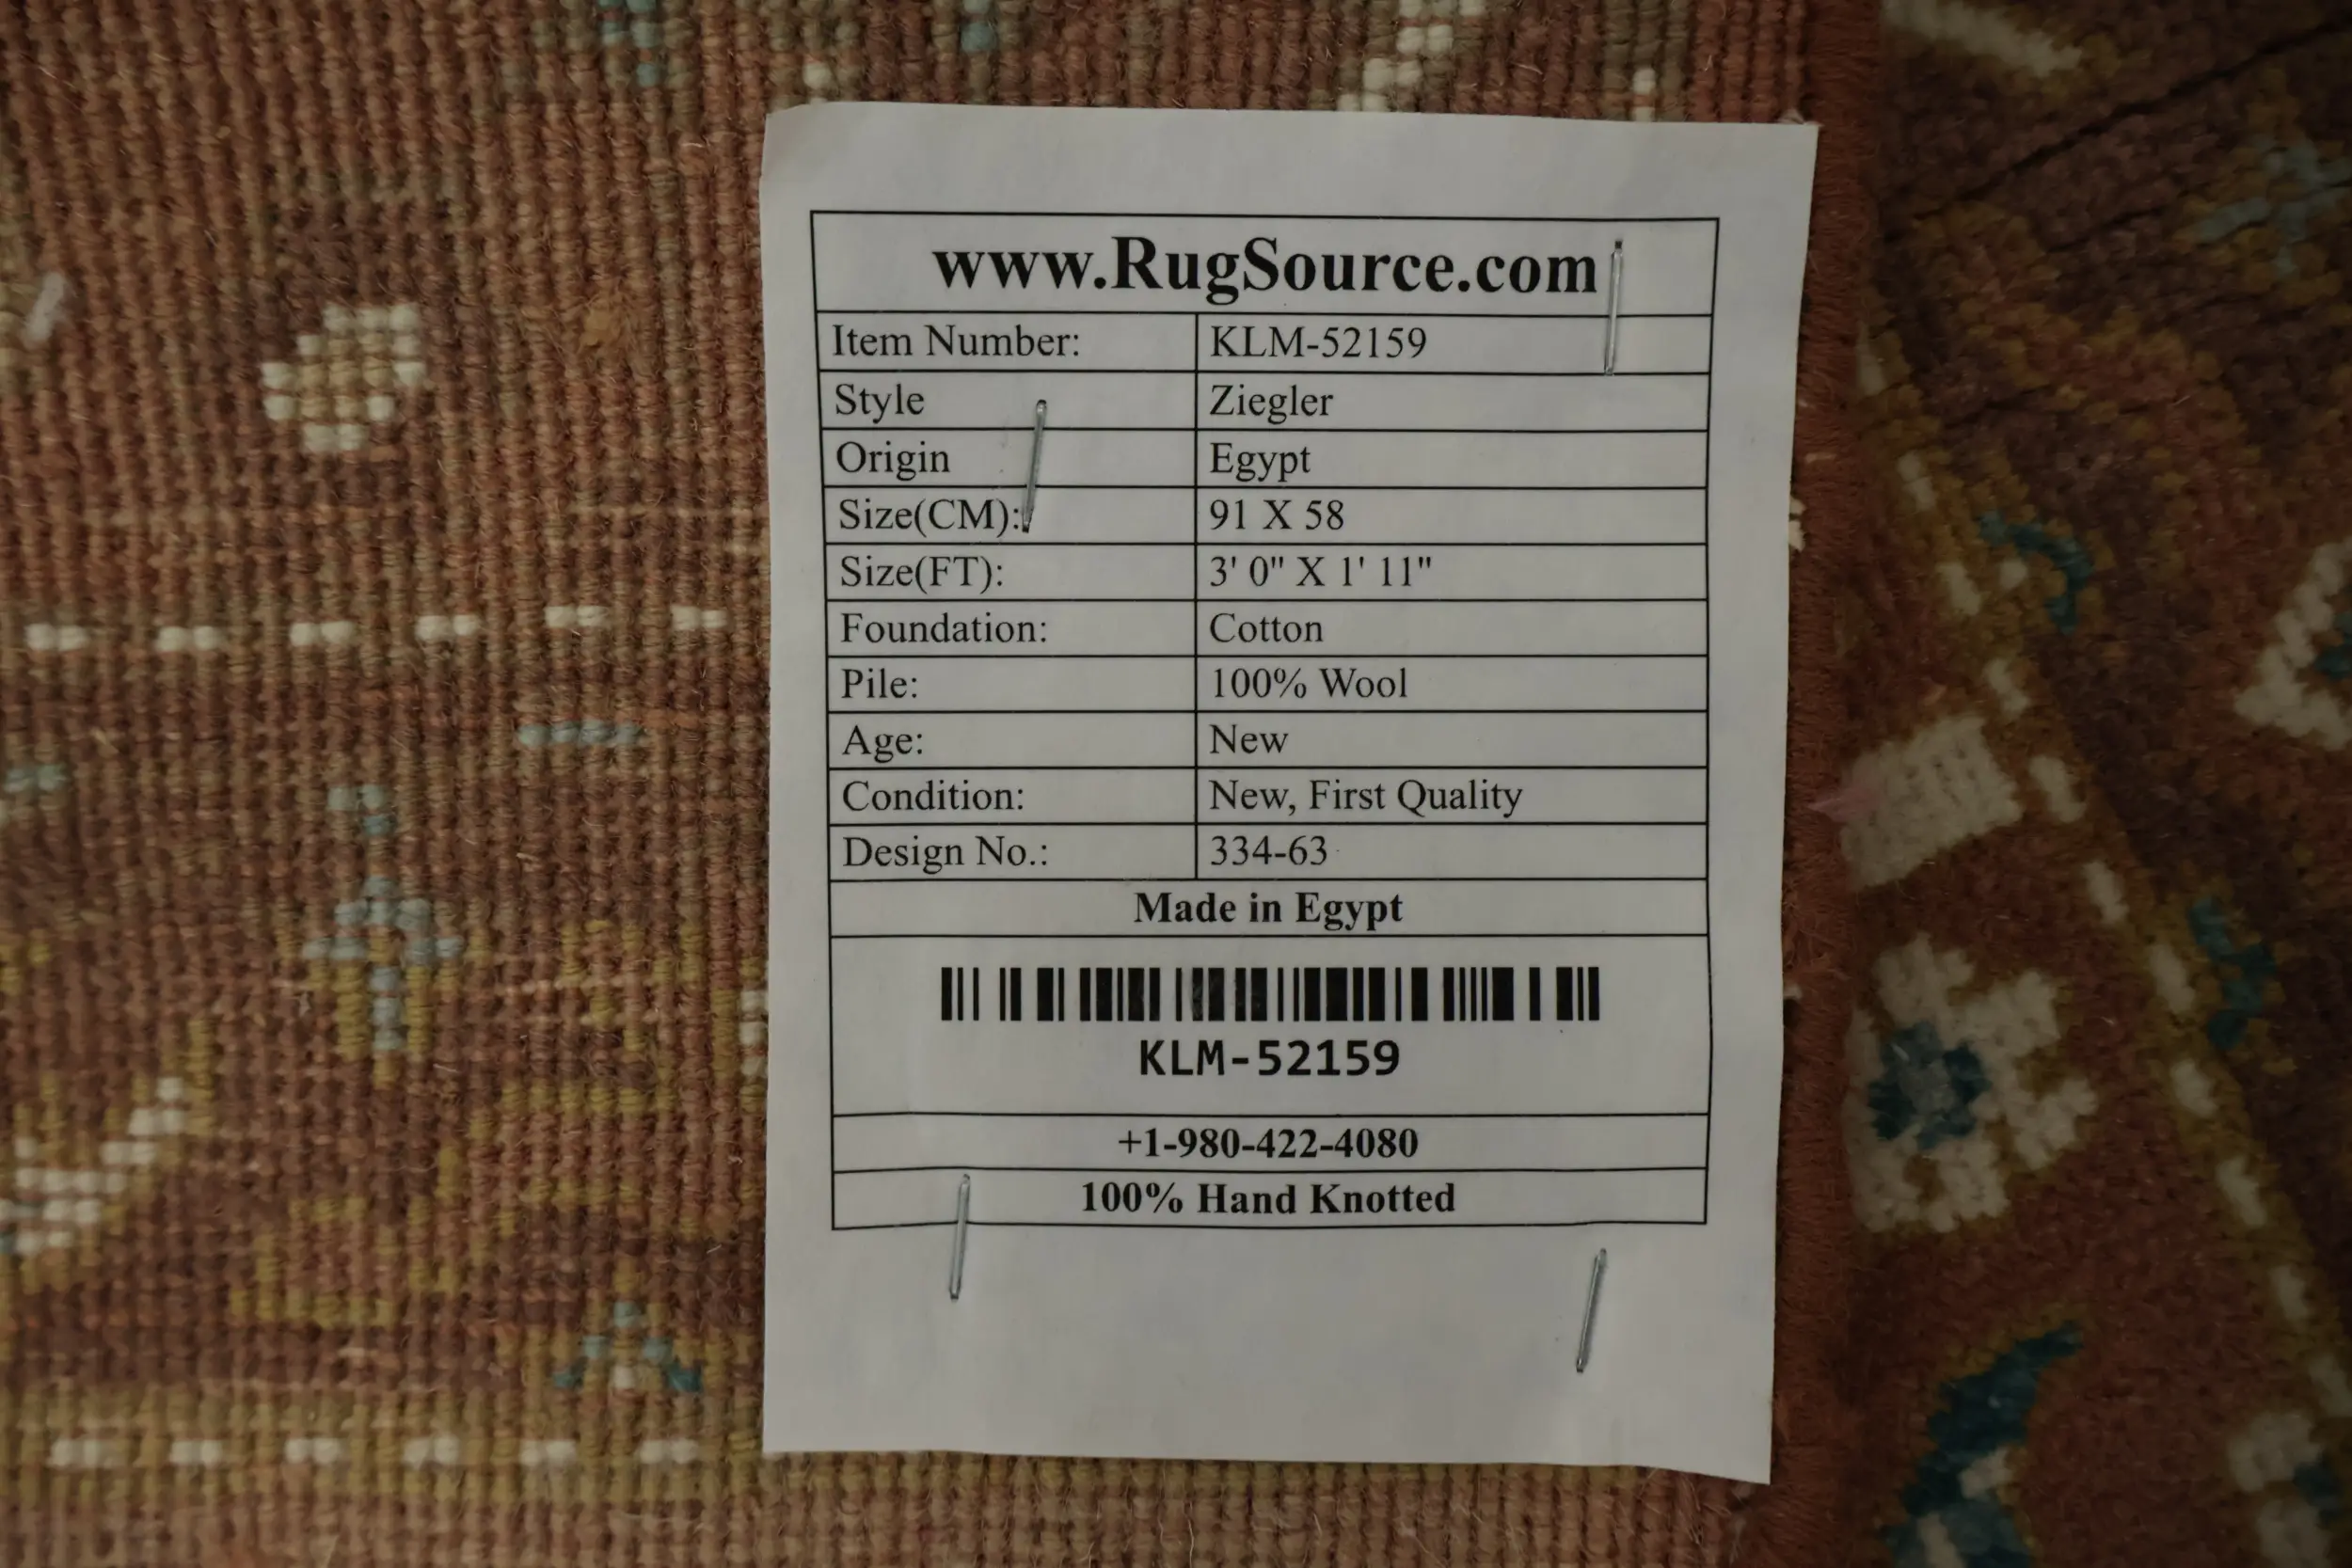 www.RugSource.com
Item Number: KLM-52159
Style Ziegler
Origin Egypt
Size(CM): 91 X 58
Size(FT): 3' 0" X 1' 11"
Foundation: Cotton
Pile: 100% Wool
Age: New
Condition: New, First Quality
Design No.: 334-63
Made in Egypt
KLM-52159
+1-980-422-4080
100% Hand Knotted